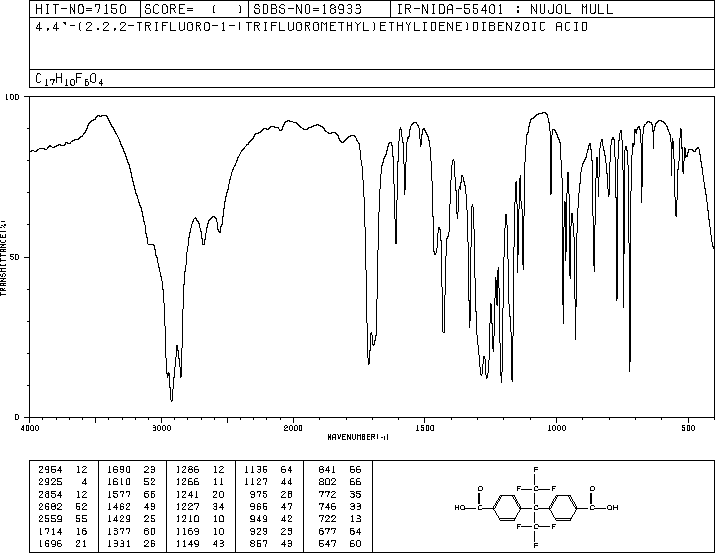 HIT-NO=7150 SCORE= ( ) SDBS-NO=18933 IR-NIDA-55401 : NUJOL MULL
4,4'-(2,2,2-TRIFLUORO-1-(TRIFLUOROMETHYL)ETHYLIDENE)DIBENZOIC ACID
C17H10F6O4
100
50
0
TRANSMITTANCE(%)
4000 3000 2000 1500 1000 500
WAVENUMBER(-1)
2964 12 1690 29 1286 12 1136 64 841 66
2925 4 1610 52 1266 11 1127 44 802 66
2854 12 1577 66 1241 20 975 28 772 35
2682 52 1462 49 1227 34 966 47 746 33
2559 55 1429 25 1210 10 949 42 722 13
1714 16 1377 60 1169 10 929 23 677 64
1696 21 1331 26 1149 43 857 43 547 60
F
O F C F O
HO C C C OH
F C F
F